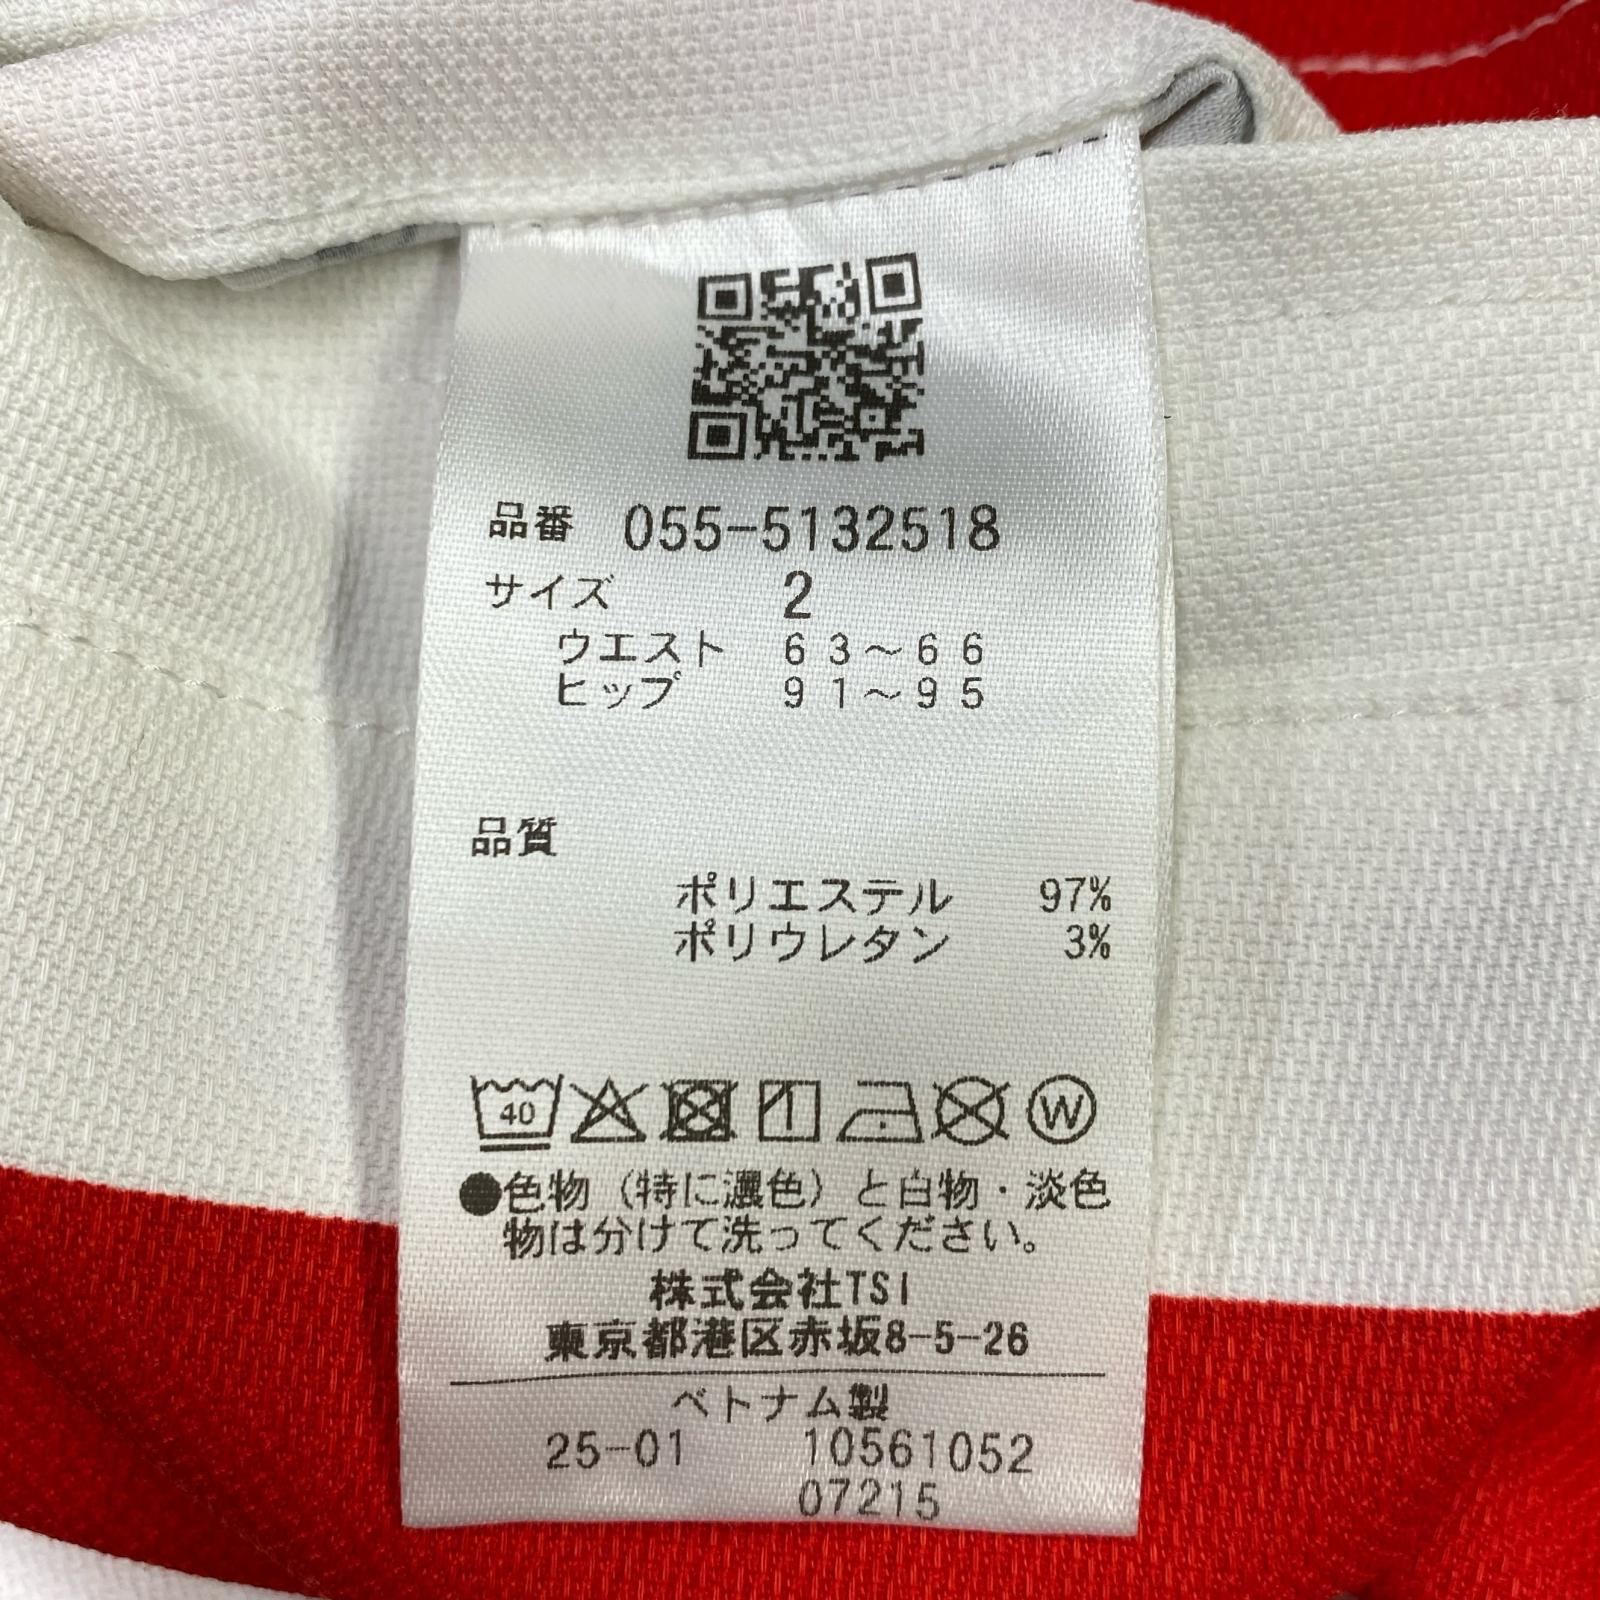 品番 055-5132518
サイズ 2
ウエスト 63〜66
ヒップ 91〜95
品質
ポリエステル 97%
ポリウレタン 3%
40 W
●色物（特に濃色）と白物・淡色
物は分けて洗ってください。
株式会社TSI
東京都港区赤坂8-5-26
ベトナム製
25-01 10561052
07215